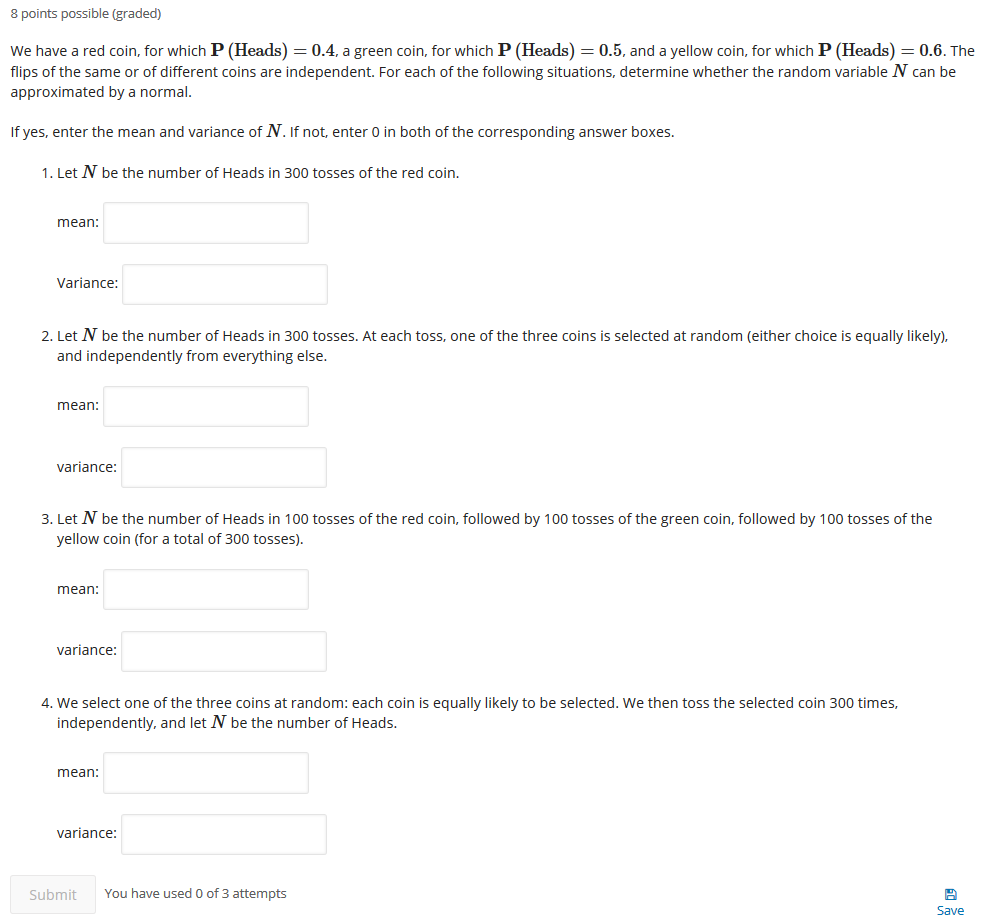 8 points possible (graded)
We have a red coin, for which P (Heads) = 0.4, a green coin, for which P (Heads) = 0.5, and a yellow coin, for which P (Heads) = 0.6. The
flips of the same or of different coins are independent. For each of the following situations, determine whether the random variable N can be
approximated by a normal.
If yes, enter the mean and variance of N. If not, enter 0 in both of the corresponding answer boxes.
1. Let N be the number of Heads in 300 tosses of the red coin.
mean:
Variance:
2. Let N be the number of Heads in 300 tosses. At each toss, one of the three coins is selected at random (either choice is equally likely),
and independently from everything else.
mean:
variance:
3. Let N be the number of Heads in 100 tosses of the red coin, followed by 100 tosses of the green coin, followed by 100 tosses of the
yellow coin (for a total of 300 tosses).
mean:
variance:
4. We select one of the three coins at random: each coin is equally likely to be selected. We then toss the selected coin 300 times,
independently, and let N be the number of Heads.
mean:
variance:
Submit You have used 0 of 3 attempts
Save